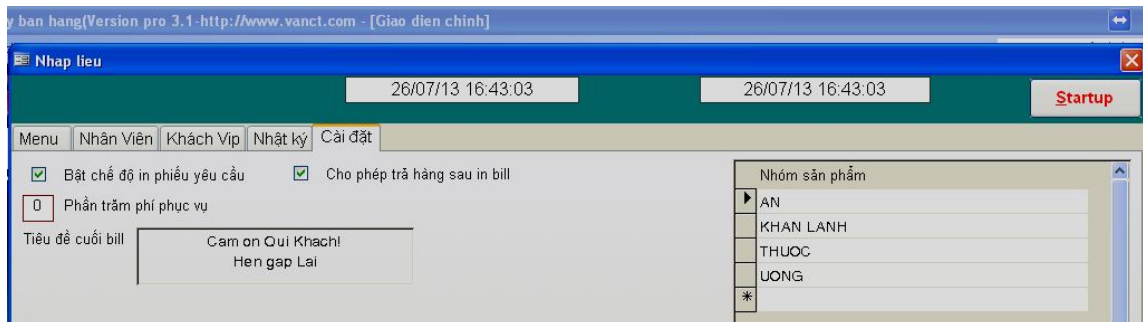 y ban hang(Version pro 3.1-http://www.vanct.com - [Giao dien chinh]
Nhap lieu
26/07/13 16:43:03 26/07/13 16:43:03
Startup
Menu Nhân Viên Khách Vip Nhật ký Cài đặt
Bật chế độ in phiếu yêu cầu Cho phép trả hàng sau in bill
0 Phần trăm phí phục vụ
Tiêu đề cuối bill
Cam on Qui Khach!
Hen gap Lai
Nhóm sản phẩm
AN
KHAN LANH
THUOC
UONG